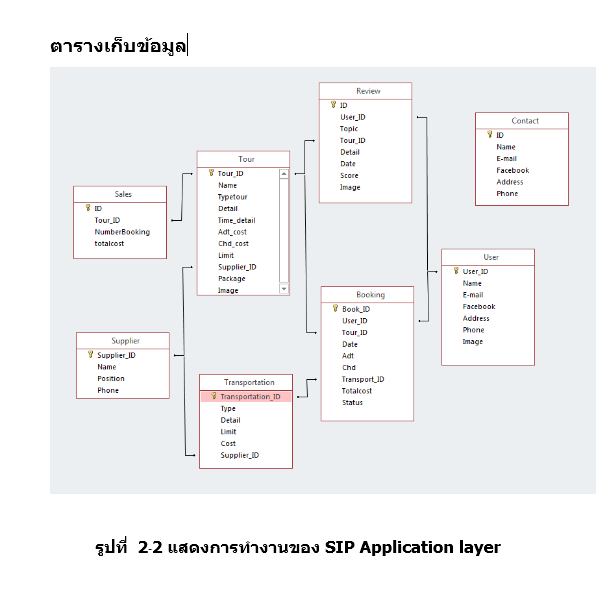 ตารางเก็บข้อมูล
Review
ID
User_ID
Topic
Tour_ID
Detail
Date
Score
Image
Contact
ID
Name
E-mail
Facebook
Address
Phone
Tour
Tour_ID
Name
Typetour
Detail
Time_detail
Adt_cost
Chd_cost
Limit
Supplier_ID
Package
Image
Sales
ID
Tour_ID
NumberBooking
totalcost
User
User_ID
Name
E-mail
Facebook
Address
Phone
Image
Booking
Book_ID
User_ID
Tour_ID
Date
Adt
Chd
Transport_ID
Totalcost
Status
Supplier
Supplier_ID
Name
Position
Phone
Transportation
Transportation_ID
Type
Detail
Limit
Cost
Supplier_ID
รูปที่ 2-2 แสดงการทำงานของ SIP Application layer